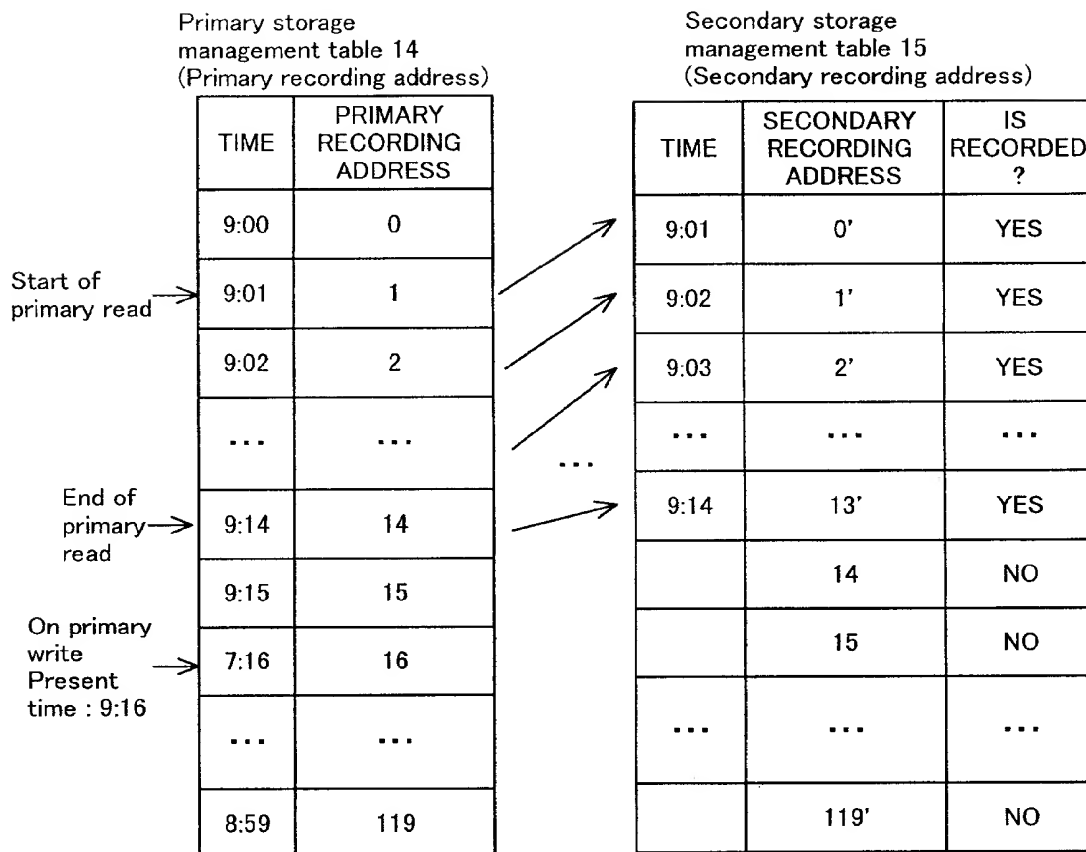 Primary storage
management table 14
(Primary recording address)
TIME PRIMARY RECORDING ADDRESS
9:00 0
9:01 1
9:02 2
... ...
9:14 14
9:15 15
7:16 16
... ...
8:59 119
Start of
primary read
End of
primary
read
On primary
write
Present
time : 9:16
...
Secondary storage
management table 15
(Secondary recording address)
TIME SECONDARY RECORDING ADDRESS IS RECORDED ?
9:01 0' YES
9:02 1' YES
9:03 2' YES
... ... ...
9:14 13' YES
14 NO
15 NO
... ... ...
119' NO